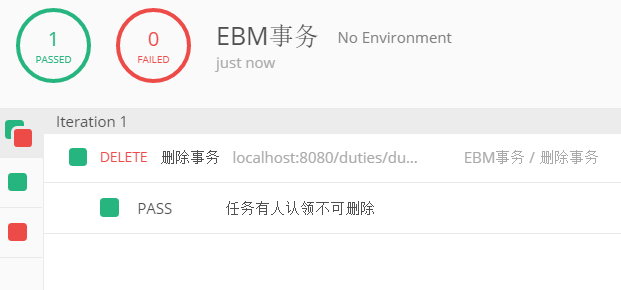 1
PASSED
0
FAILED
EBM事务 No Environment
just now
Iteration 1
DELETE 删除事务 localhost:8080/duties/du... EBM事务 / 删除事务
PASS 任务有人认领不可删除